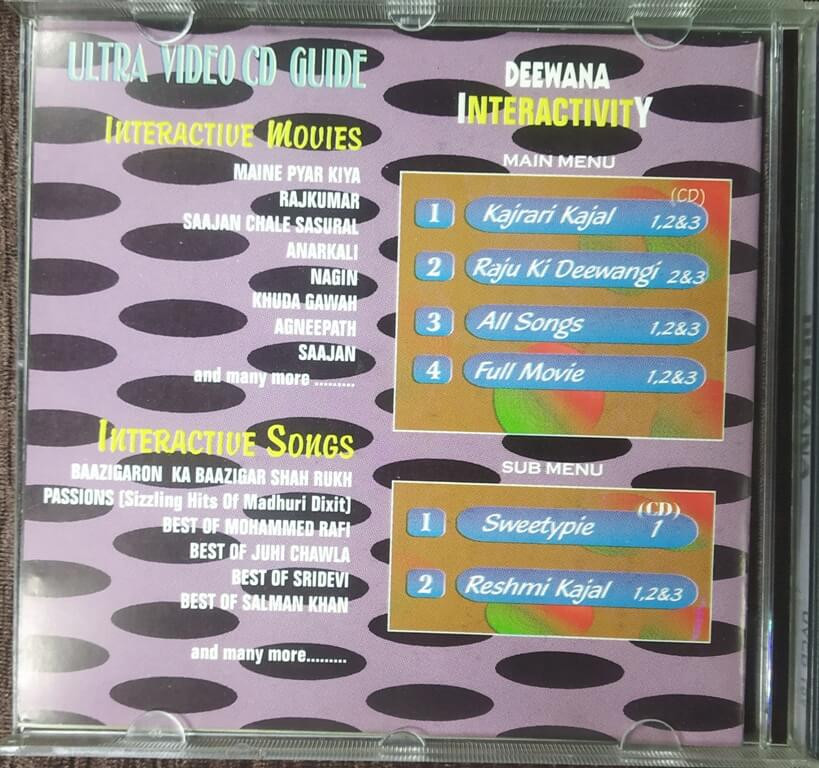 ULTRA VIDEO CD GUIDE
INTERACTIVE MOVIES
MAINE PYAR KIYA
RAJKUMAR
SAAJAN CHALE SASURAL
ANARKALI
NAGIN
KHUDA GAWAH
AGNEEPATH
SAAJAN
and many more .........
INTERACTIVE SONGS
BAAZIGARON KA BAAZIGAR SHAH RUKH
PASSIONS (Sizzling Hits Of Madhuri Dixit)
BEST OF MOHAMMED RAFI
BEST OF JUHI CHAWLA
BEST OF SRIDEVI
BEST OF SALMAN KHAN
and many more.........
DEEWANA
INTERACTIVITY
MAIN MENU
(CD)
1 Kajrari Kajal 1,2&3
2 Raju Ki Deewangi 2&3
3 All Songs 1,2&3
4 Full Movie 1,2&3
SUB MENU
(CD)
1 Sweetypie 1
2 Reshmi Kajal 1,2&3